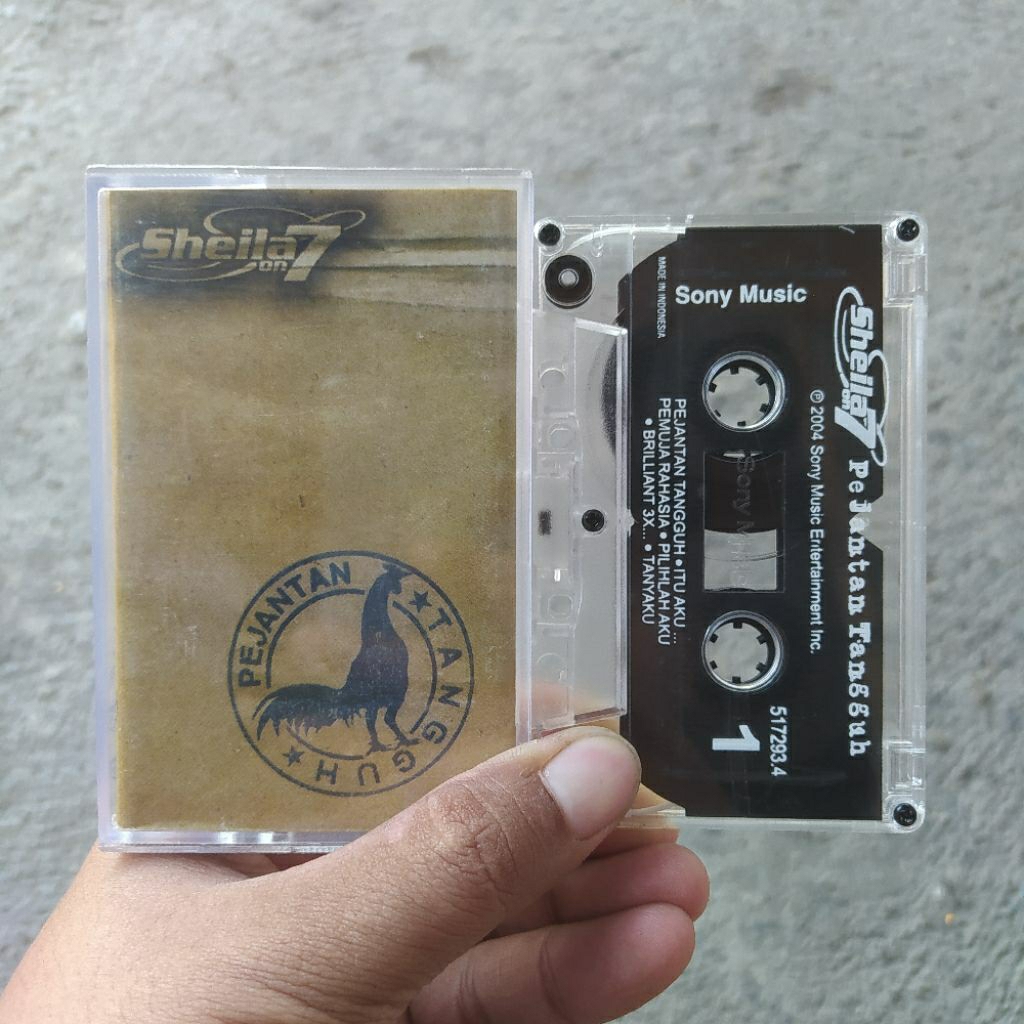 Sheila on 7
PEJANTAN TANGGUH
Sheila on 7 Pejantan Tangguh
℗ 2004 Sony Music Entertainment Inc.
Sony Music
MADE IN INDONESIA
PEJANTAN TANGGUH • ITU AKU ...
PEMUJA RAHASIA • PILIHLAH AKU
• BRILLIANT 3X.... • TANYAKU
517293.4
1